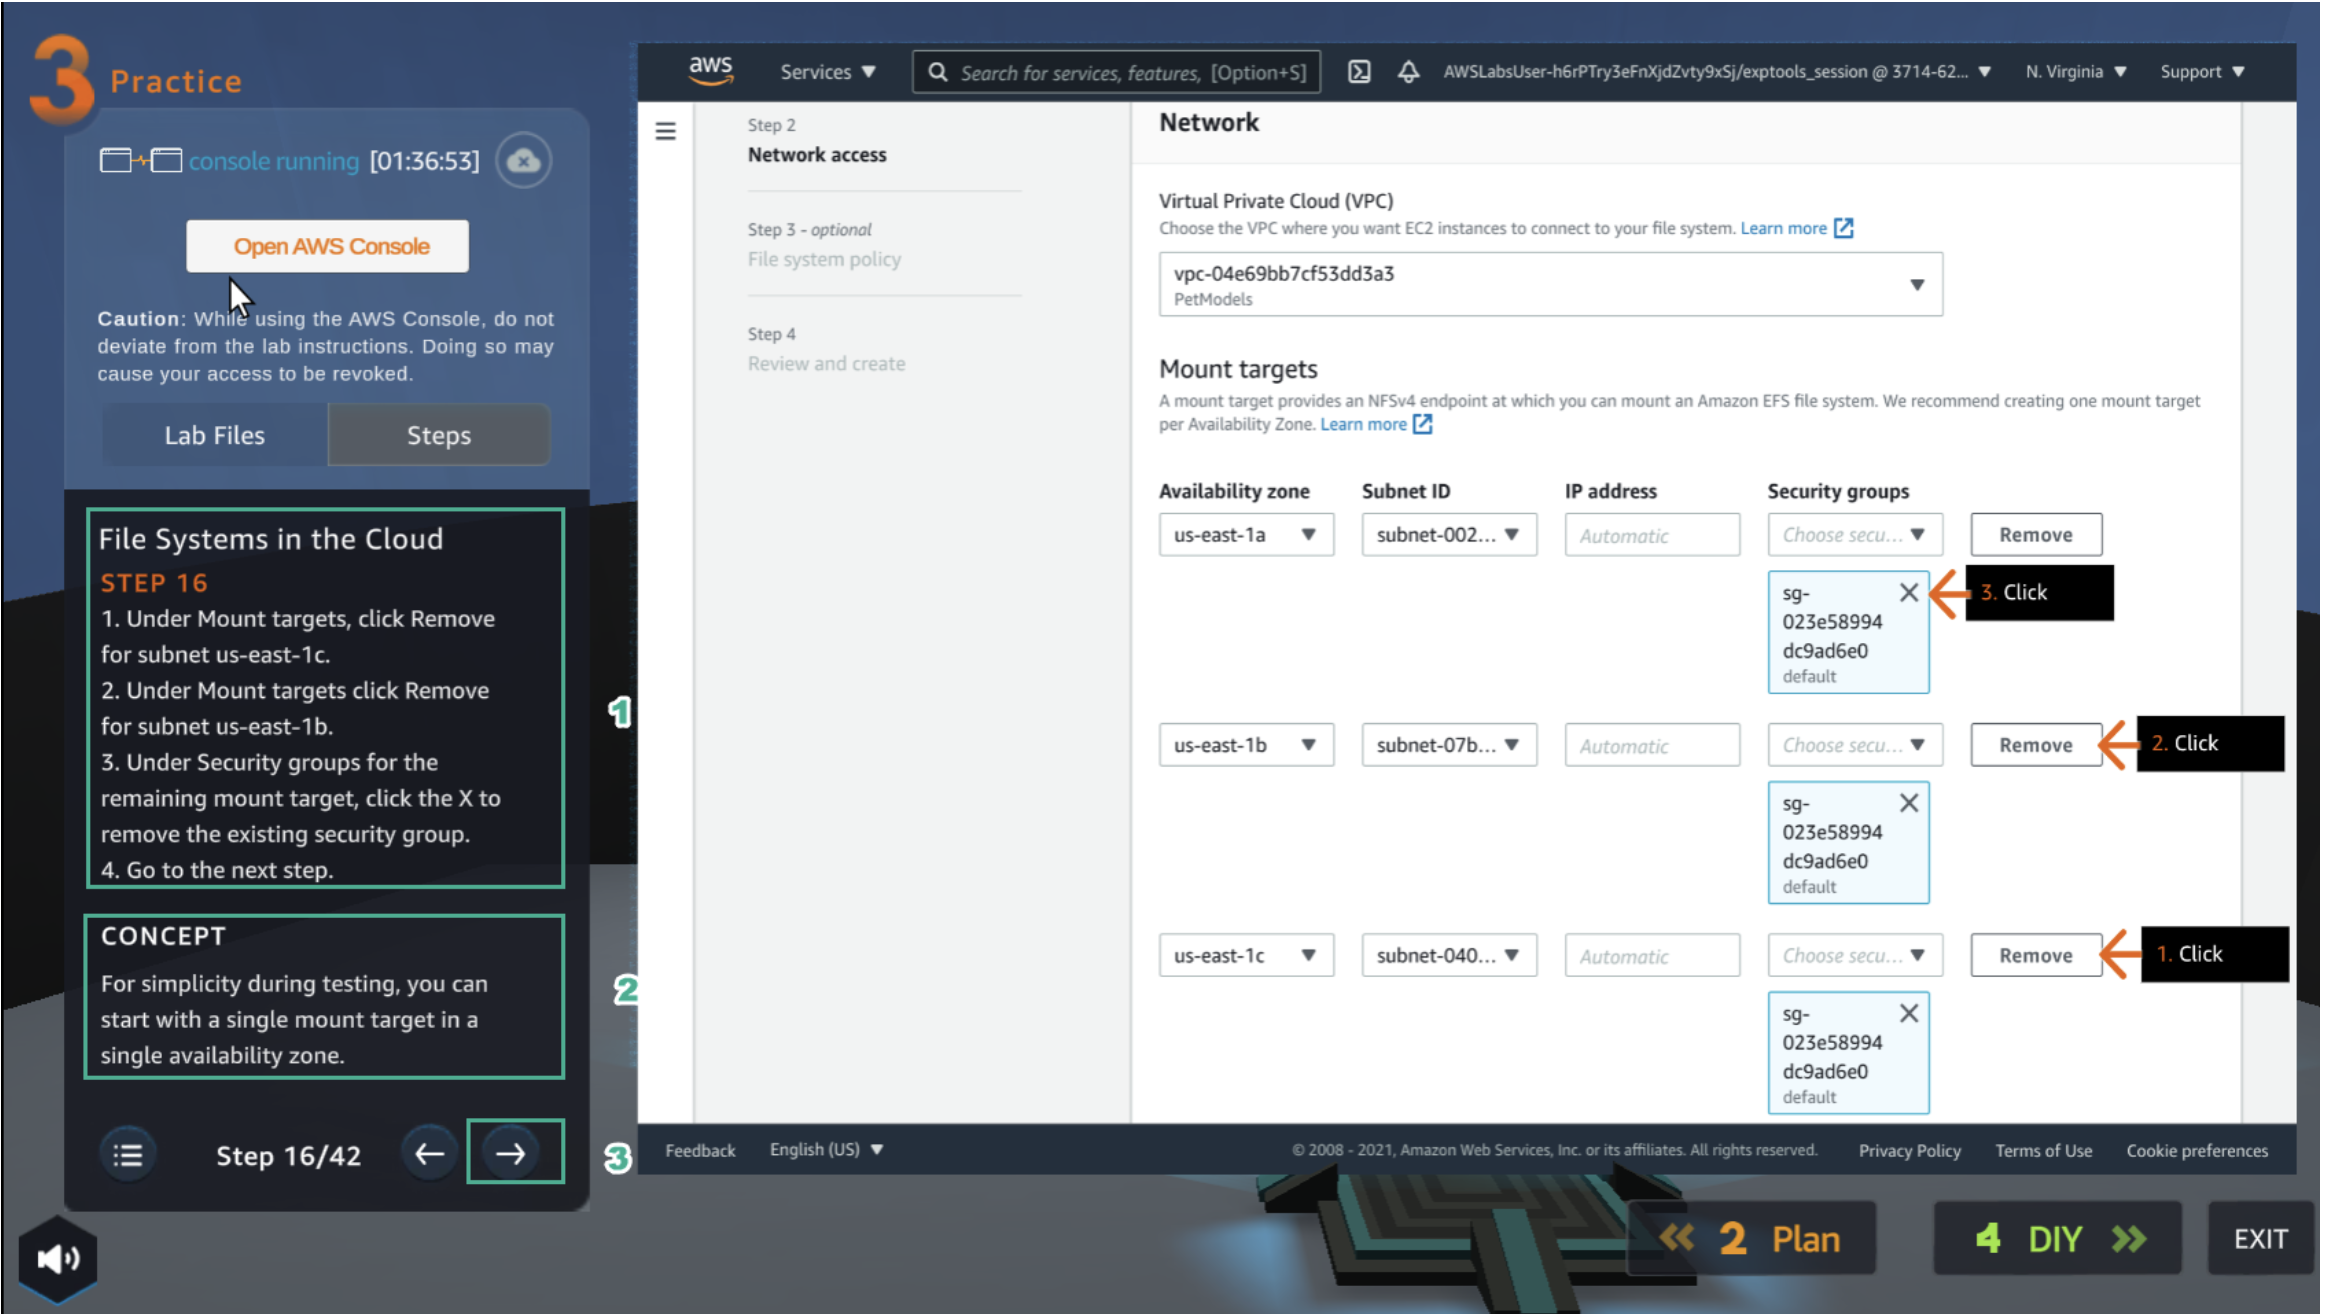 3 Practice
console running [01:36:53]
Open AWS Console
Caution: While using the AWS Console, do not
deviate from the lab instructions. Doing so may
cause your access to be revoked.
Lab Files
Steps
File Systems in the Cloud
STEP 16
1. Under Mount targets, click Remove
for subnet us-east-1c.
2. Under Mount targets click Remove
for subnet us-east-1b.
3. Under Security groups for the
remaining mount target, click the X to
remove the existing security group.
4. Go to the next step.
1
CONCEPT
For simplicity during testing, you can
start with a single mount target in a
single availability zone.
2
Step 16/42
3
aws
Services
Search for services, features, [Option+S]
AWSLabsUser-h6rPTry3eFnXjdZvty9xSj/exptools_session @ 3714-62...
N. Virginia
Support
Step 2
Network access
Step 3 - optional
File system policy
Step 4
Review and create
Network
Virtual Private Cloud (VPC)
Choose the VPC where you want EC2 instances to connect to your file system. Learn more
vpc-04e69bb7cf53dd3a3
PetModels
Mount targets
A mount target provides an NFSv4 endpoint at which you can mount an Amazon EFS file system. We recommend creating one mount target
per Availability Zone. Learn more
Availability zone Subnet ID IP address Security groups
us-east-1a subnet-002... Automatic Choose secu... Remove
sg-
023e58994
dc9ad6e0
default
3. Click
us-east-1b subnet-07b... Automatic Choose secu... Remove
2. Click
sg-
023e58994
dc9ad6e0
default
us-east-1c subnet-040... Automatic Choose secu... Remove
1. Click
sg-
023e58994
dc9ad6e0
default
Feedback English (US) © 2008 - 2021, Amazon Web Services, Inc. or its affiliates. All rights reserved. Privacy Policy Terms of Use Cookie preferences
2 Plan
4 DIY
EXIT